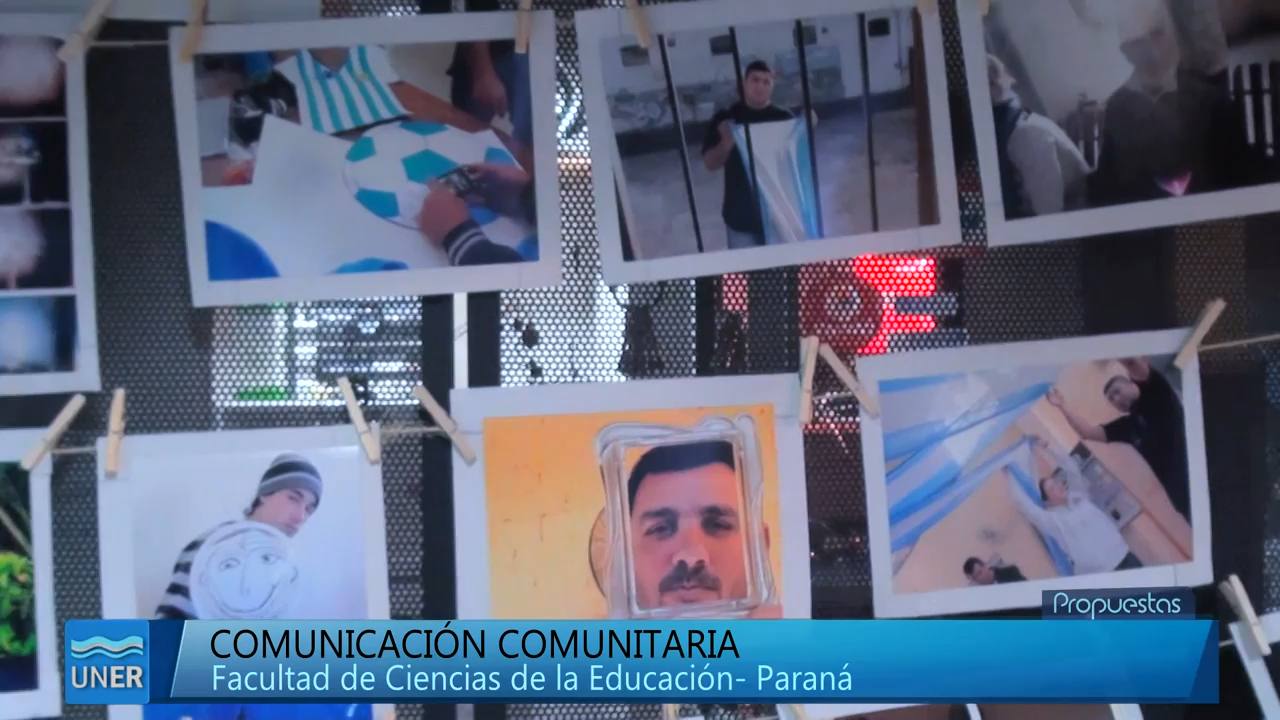 Propuestas
COMUNICACIÓN COMUNITARIA
UNER
Facultad de Ciencias de la Educación- Paraná